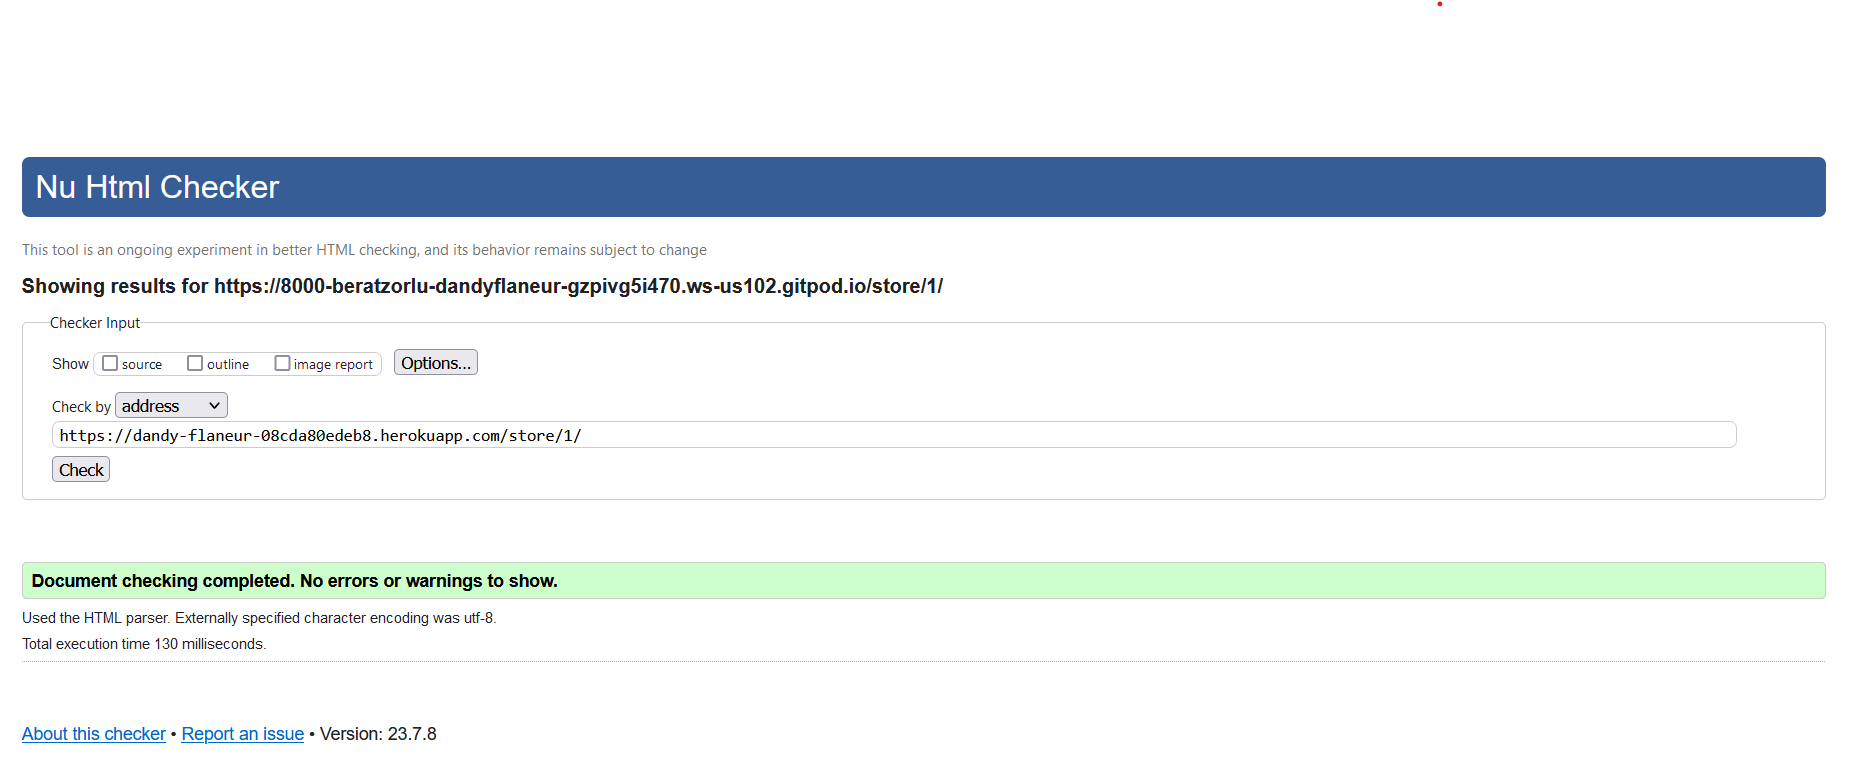 Nu Html Checker
This tool is an ongoing experiment in better HTML checking, and its behavior remains subject to change
Showing results for https://8000-beratzorlu-dandyflaneur-gzpivg5i470.ws-us102.gitpod.io/store/1/
Checker Input
Show source outline image report Options...
Check by address
https://dandy-flaneur-08cda80edeb8.herokuapp.com/store/1/
Check
Document checking completed. No errors or warnings to show.
Used the HTML parser. Externally specified character encoding was utf-8.
Total execution time 130 milliseconds.
About this checker • Report an issue • Version: 23.7.8